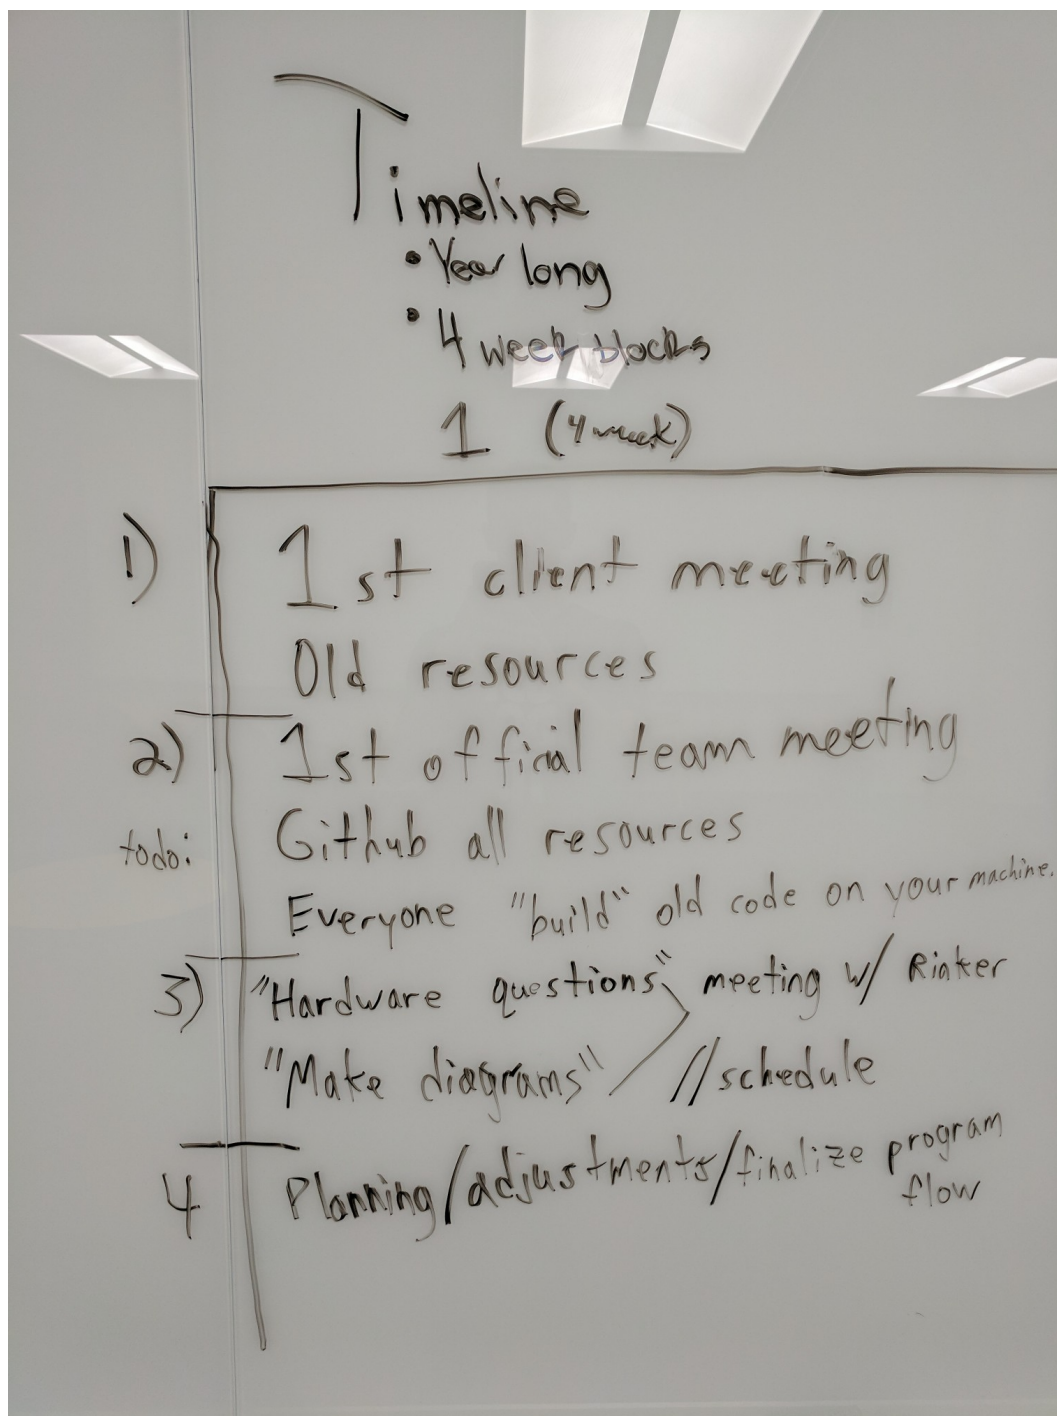 Timeline
• Year long
• 4 week blocks
1 (4 week)
1) 1st client meeting
Old resources
2) 1st official team meeting
todo: Github all resources
Everyone "build" old code on your machine.
3) "Hardware questions" meeting w/ Rinker
"Make diagrams" //schedule
4 Planning/adjustments/finalize program
flow